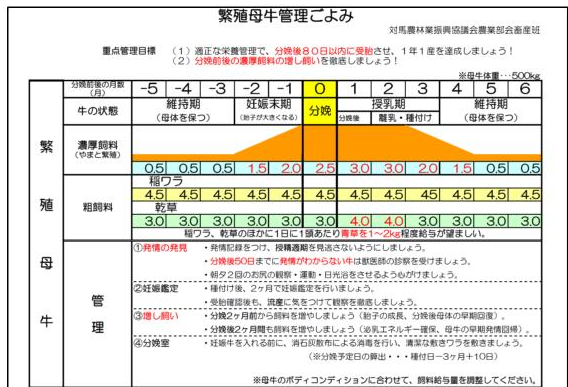 繁殖母牛管理ごよみ
対馬農林業振興協議会農業部会畜産班
重点管理目標 （１）適正な栄養管理で、分娩後８０日以内に受胎させ、１年１産を達成しましょう！
（２）分娩前後の濃厚飼料の増し飼いを徹底しましょう！
※母牛体重・・・500kg
分娩前後の月数（月） -5 -4 -3 -2 -1 0 1 2 3 4 5 6
牛の状態 維持期（母体を保つ） 妊娠末期（胎子が大きくなる） 分娩 授乳期 分娩後 離乳・種付け 維持期（母体を保つ）
繁殖母牛
濃厚飼料（やまと繁殖）
0.5 0.5 0.5 1.5 2.0 2.5 3.0 3.0 2.0 1.5 0.5 0.5
粗飼料
稲ワラ
4.5 4.5 4.5 4.5 4.5 4.5 4.5 4.5 45 4.5 4.5 4.5
乾草
3.0 3.0 3.0 3.0 3.0 3.0 4.0 4.0 3.0 3.0 3.0 3.0
稲ワラ、乾草のほかに1日に1頭あたり青草を1～2kg程度給与が望ましい。
管理
①発情の発見 ・発情記録をつけ、授精適期を見逃さないようにしましょう。
・分娩後50日までに発情がわからない牛は獣医師の診察を受けましょう。
・朝夕2回のお尻の観察・運動・日光浴をさせるよう心がけましょう。
②妊娠鑑定 ・種付け後、2ヶ月で妊娠鑑定を行いましょう。
・受胎確認後も、流産に気をつけて観察を徹底しましょう。
③増し飼い ・分娩2ヶ月前から飼料を増やしましょう（胎子の成長、分娩後母体の早期回復）。
・分娩後2ヶ月間も飼料を増やしましょう（泌乳エネルギー確保、母牛の早期発情回帰）。
④分娩室 ・妊娠牛を入れる前に、消石灰散布による消毒を行い、清潔な敷きワラを敷きましょう。
（※分娩予定日の算出・・・種付日－3ヶ月＋10日）
※母牛のボディコンディションに合わせて、飼料給与量を調整してください。